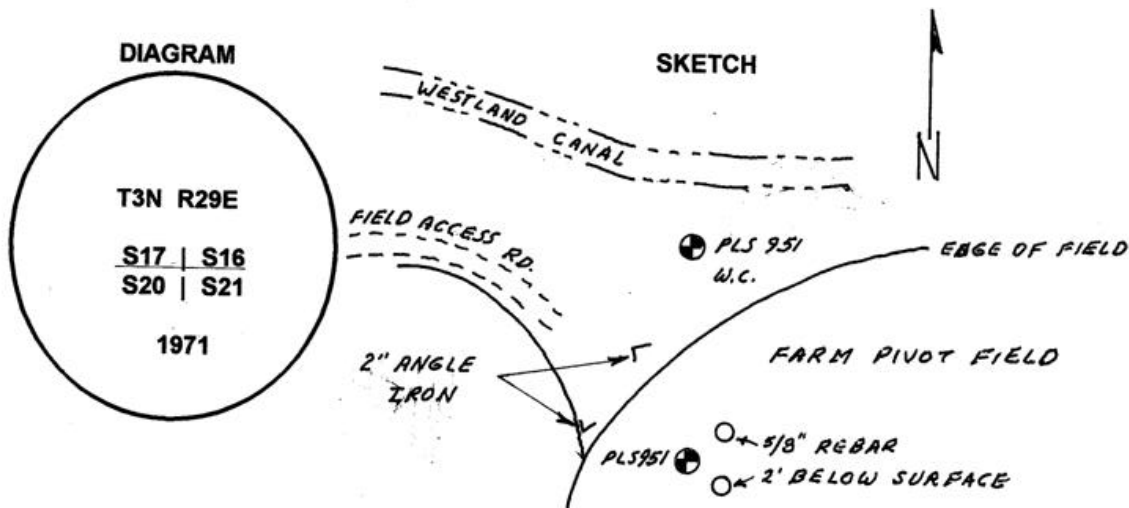 DIAGRAM
T3N R29E
S17 | S16
S20 | S21
1971
SKETCH
WESTLAND CANAL
N
FIELD ACCESS RD.
PLS 951
W.C.
EDGE OF FIELD
2" ANGLE
IRON
FARM PIVOT FIELD
PLS951
5/8" REBAR
2' BELOW SURFACE